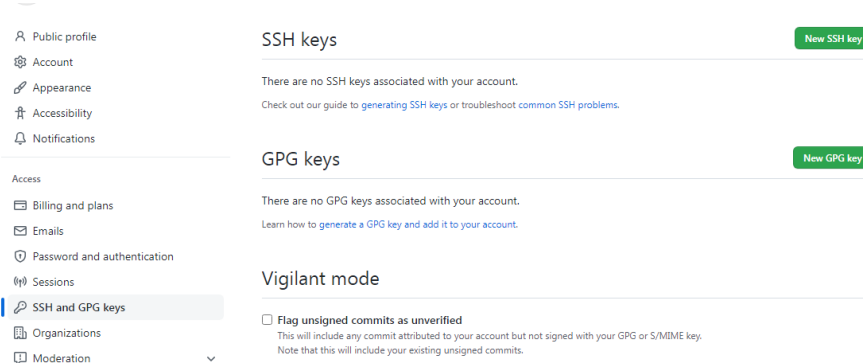 Public profile
Account
Appearance
Accessibility
Notifications
Access
Billing and plans
Emails
Password and authentication
Sessions
SSH and GPG keys
Organizations
Moderation
SSH keys
New SSH key
There are no SSH keys associated with your account.
Check out our guide to generating SSH keys or troubleshoot common SSH problems.
GPG keys
New GPG key
There are no GPG keys associated with your account.
Learn how to generate a GPG key and add it to your account.
Vigilant mode
Flag unsigned commits as unverified
This will include any commit attributed to your account but not signed with your GPG or S/MIME key.
Note that this will include your existing unsigned commits.